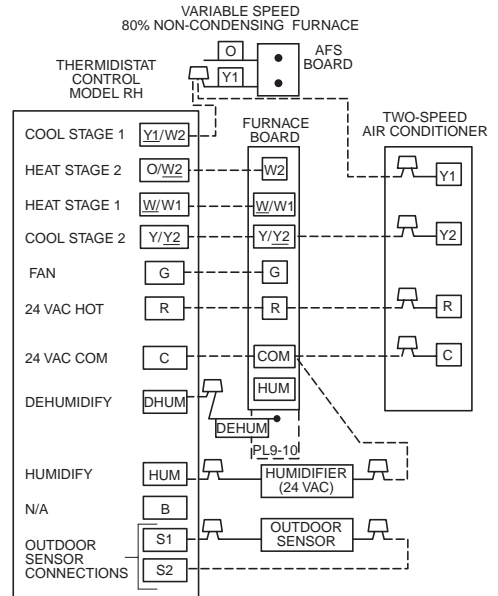 VARIABLE SPEED
80% NON-CONDENSING FURNACE
O
Y1
AFS
BOARD
THERMIDISTAT
CONTROL
MODEL RH
FURNACE
BOARD
TWO-SPEED
AIR CONDITIONER
COOL STAGE 1
Y1/W2
HEAT STAGE 2
O/W2
W2
Y1
HEAT STAGE 1
W/W1
W/W1
COOL STAGE 2
Y/Y2
Y/Y2
Y2
FAN
G
G
24 VAC HOT
R
R
R
24 VAC COM
C
COM
C
HUM
DEHUMIDIFY
DHUM
DEHUM
PL9-10
HUMIDIFY
HUM
HUMIDIFIER
(24 VAC)
N/A
B
OUTDOOR
SENSOR
CONNECTIONS
S1
OUTDOOR
SENSOR
S2